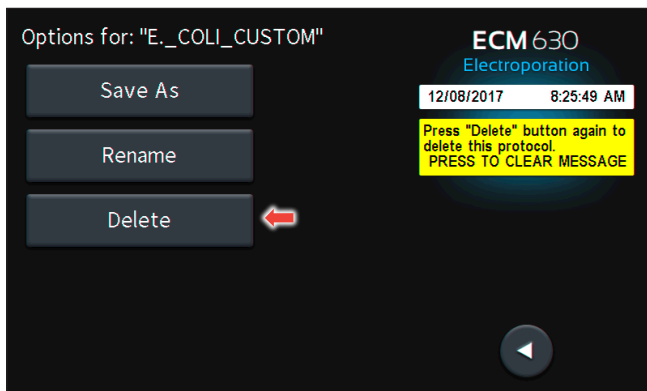 Options for: "E._COLI_CUSTOM"
Save As
Rename
Delete
ECM 630
Electroporation
12/08/2017 8:25:49 AM
Press "Delete" button again to
delete this protocol.
PRESS TO CLEAR MESSAGE